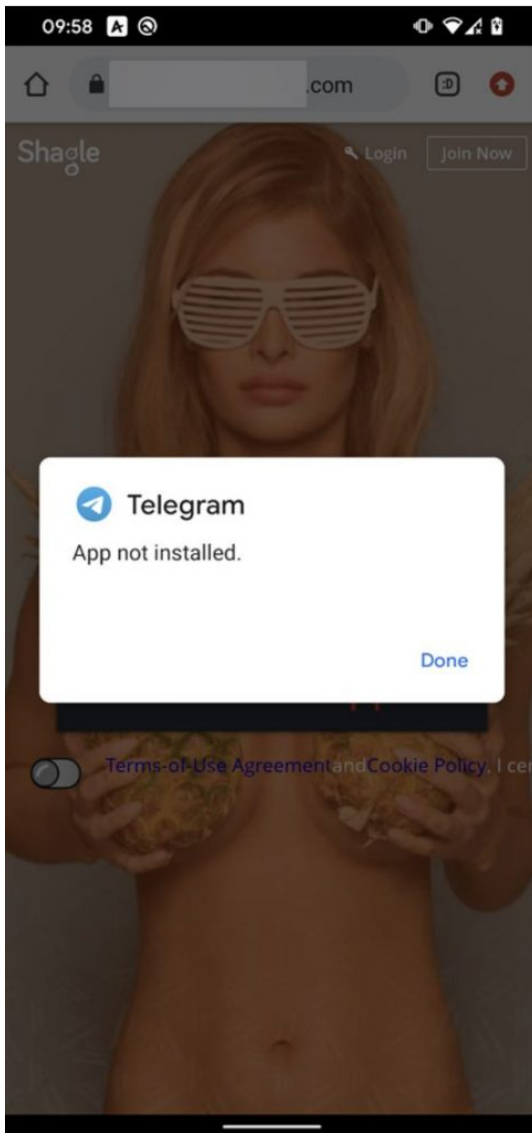 09:58
.com
:D
Shagle
Login
Join Now
Telegram
App not installed.
Done
Terms-of-Use Agreement and Cookie Policy, I cer